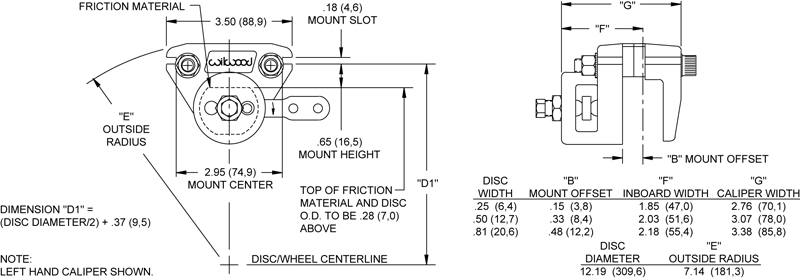 FRICTION MATERIAL
3.50 (88,9)
.18 (4,6)
MOUNT SLOT
wilwood
"E"
OUTSIDE
RADIUS
.65 (16,5)
MOUNT HEIGHT
2.95 (74,9)
MOUNT CENTER
"D1"
TOP OF FRICTION
MATERIAL AND DISC
O.D. TO BE .28 (7,0)
ABOVE
DIMENSION "D1" =
(DISC DIAMETER/2) + .37 (9,5)
NOTE:
LEFT HAND CALIPER SHOWN.
DISC/WHEEL CENTERLINE
"G"
"F"
"B" MOUNT OFFSET
DISC "B" "F" "G"
WIDTH MOUNT OFFSET INBOARD WIDTH CALIPER WIDTH
.25 (6,4) .15 (3,8) 1.85 (47,0) 2.76 (70,1)
.50 (12,7) .33 (8,4) 2.03 (51,6) 3.07 (78,0)
.81 (20,6) .48 (12,2) 2.18 (55,4) 3.38 (85,8)
DISC "E"
DIAMETER OUTSIDE RADIUS
12.19 (309,6) 7.14 (181,3)